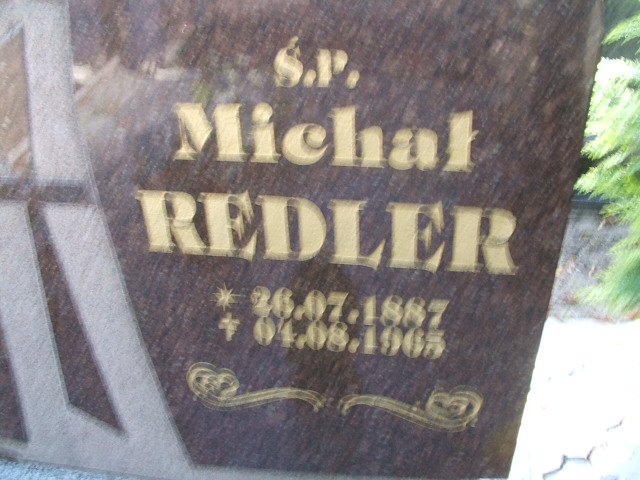 Ś.P.
Michał
REDLER
* 26.07.1887
✝ 04.08.1965